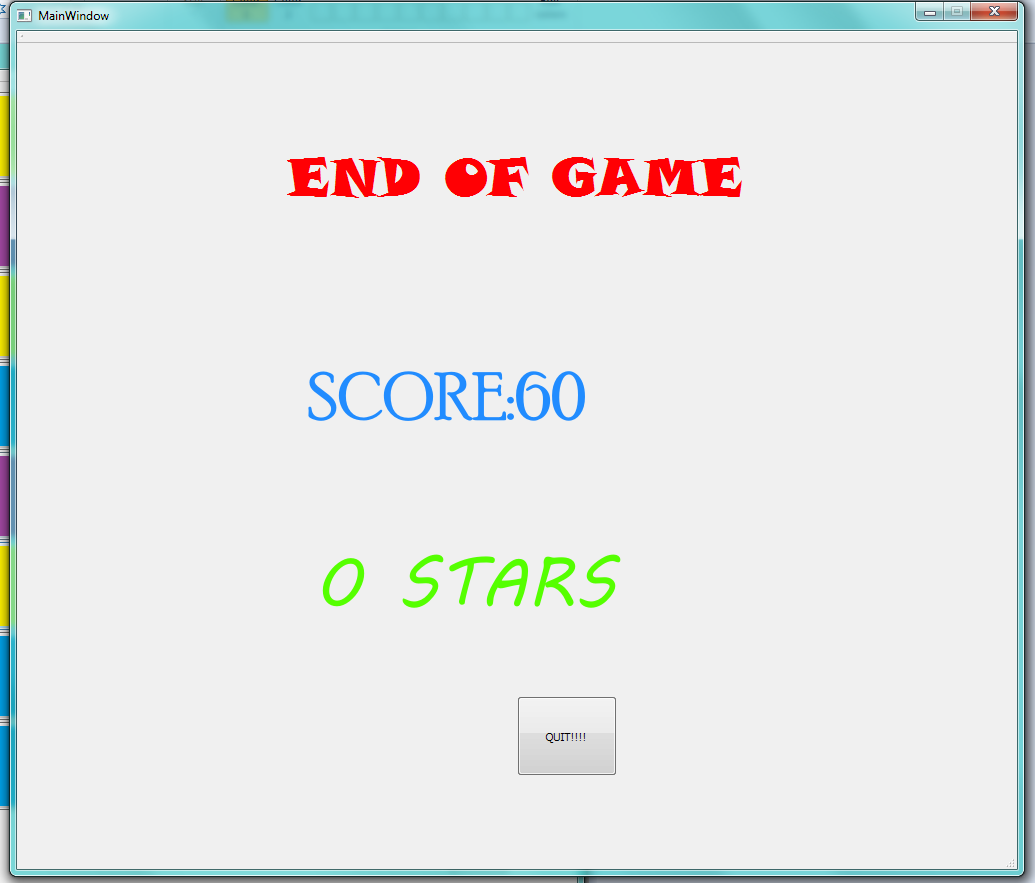 MainWindow
END OF GAME
SCORE:60
0 STARS
QUIT!!!!